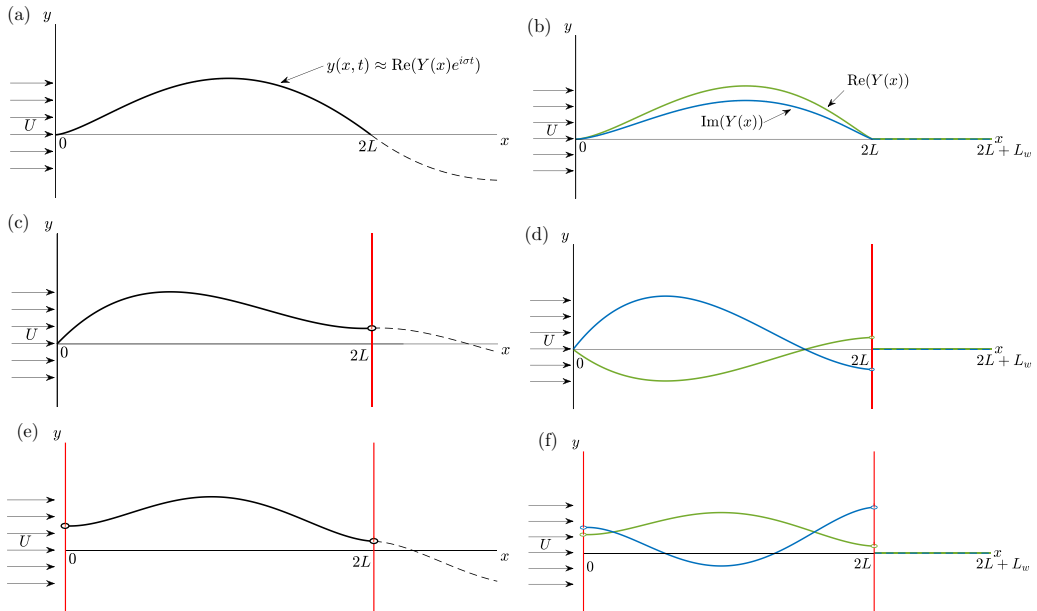 (a)
y
y(x, t) ≈ Re(Y(x)e^{iσt})
U
0
2L
x
(b)
y
Re(Y(x))
Im(Y(x))
U
0
2L
x
2L + L_w
(c)
y
U
0
2L
x
(d)
y
U
0
2L
x
2L + L_w
(e)
y
U
0
2L
x
(f)
y
U
0
2L
x
2L + L_w